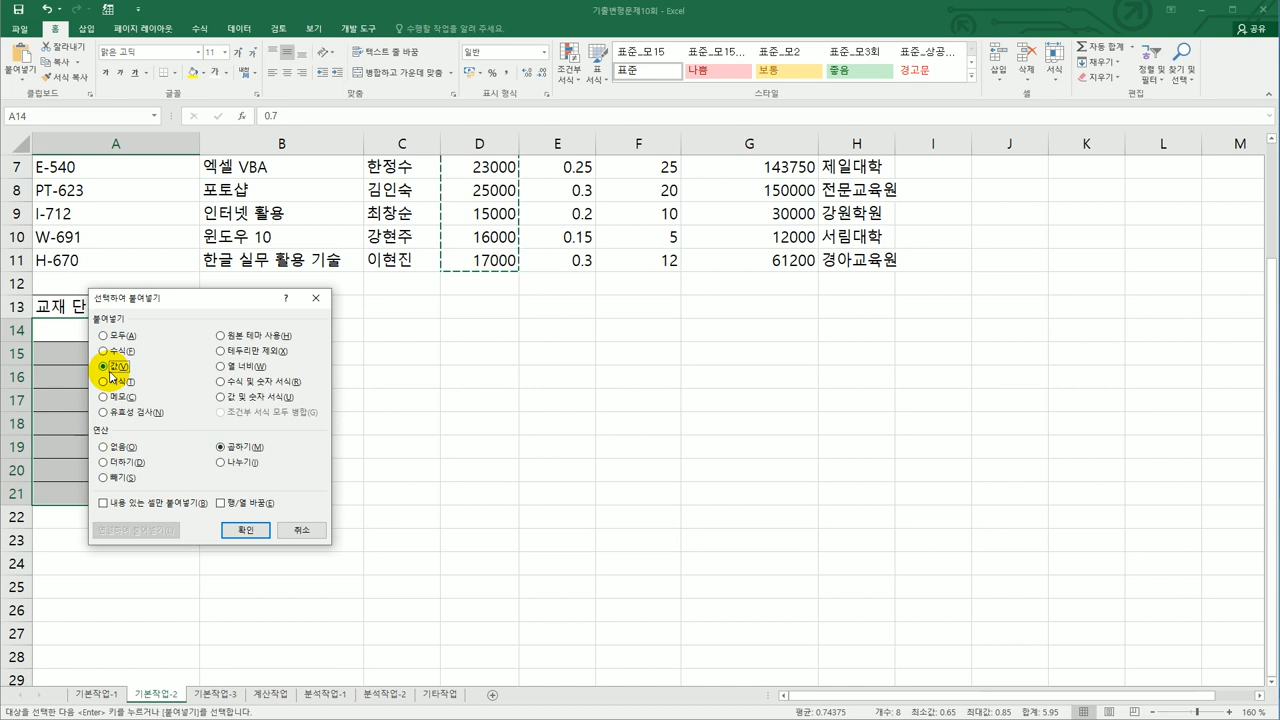 기출변형문제10회 - Excel
파일 홈 삽입 페이지 레이아웃 수식 데이터 검토 보기 개발 도구 수행할 작업을 알려 주세요. 공유
붙여넣기 잘라내기 복사 서식 복사 클립보드
맑은 고딕 11 가 가 가 글꼴
텍스트 줄 바꿈 병합하고 가운데 맞춤 맞춤
일반 표시 형식
조건부 서식 표 서식
표준_모15 표준_모15... 표준_모2 표준_모3회 표준_상공...
표준 나쁨 보통 좋음 경고문 스타일
삽입 삭제 서식 셀
자동 합계 채우기 지우기 정렬 및 필터 찾기 및 선택 편집
A14 fx 0.7
A B C D E F G H I J K L M
7 E-540 엑셀 VBA 한정수 23000 0.25 25 143750 제일대학
8 PT-623 포토샵 김인숙 25000 0.3 20 150000 전문교육원
9 I-712 인터넷 활용 최창순 15000 0.2 10 30000 강원학원
10 W-691 윈도우 10 강현주 16000 0.15 5 12000 서림대학
11 H-670 한글 실무 활용 기술 이현진 17000 0.3 12 61200 경아교육원
12
13 교재 단
14
15
16
17
18
19
20
21
22
23
24
25
26
27
28
29
선택하여 붙여넣기 ?
붙여넣기
모두(A) 원본 테마 사용(H)
수식(F) 테두리만 제외(X)
값(V) 열 너비(W)
서식(T) 수식 및 숫자 서식(R)
메모(C) 값 및 숫자 서식(U)
유효성 검사(N) 조건부 서식 모두 병합(G)
연산
없음(O) 곱하기(M)
더하기(D) 나누기(I)
빼기(S)
내용 있는 셀만 붙여넣기(B) 행/열 바꿈(E)
연결하여 붙여넣기(L) 확인 취소
기본작업-1 기본작업-2 기본작업-3 계산작업 분석작업-1 분석작업-2 기타작업
대상을 선택한 다음 <Enter> 키를 누르거나 [붙여넣기]를 선택합니다. 평균: 0.74375 개수: 8 최소값: 0.65 최대값: 0.85 합계: 5.95 160 %